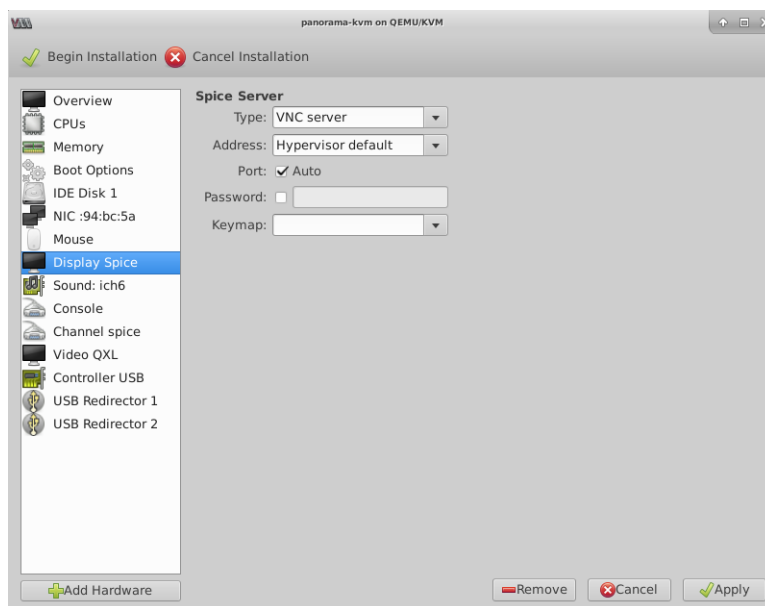 panorama-kvm on QEMU/KVM
Begin Installation Cancel Installation
Overview
CPUs
Memory
Boot Options
IDE Disk 1
NIC :94:bc:5a
Mouse
Display Spice
Sound: ich6
Console
Channel spice
Video QXL
Controller USB
USB Redirector 1
USB Redirector 2
Add Hardware
Spice Server
Type: VNC server
Address: Hypervisor default
Port: Auto
Password:
Keymap:
Remove Cancel Apply